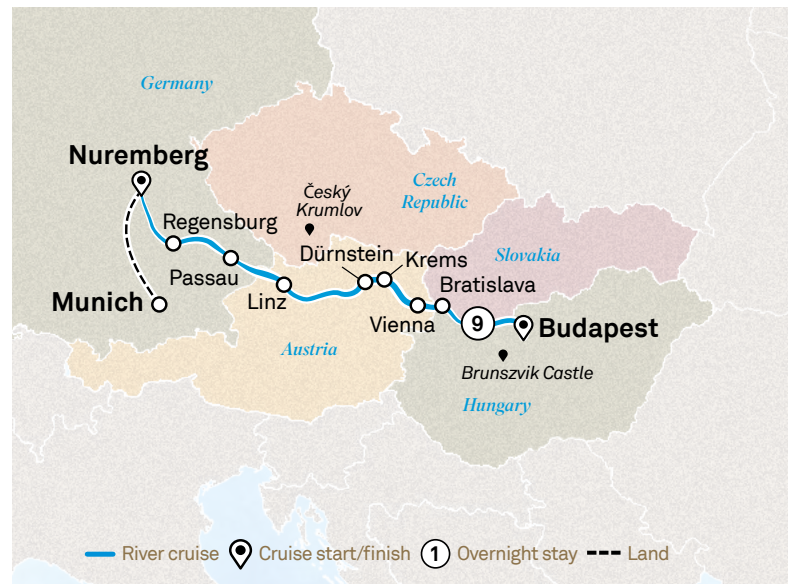 Germany
Nuremberg
Czech
Republic
Český
Krumlov
Regensburg
Slovakia
Dürnstein
Krems
Passau
Bratislava
Munich
Linz
Vienna
9
Budapest
Austria
Brunszvik Castle
Hungary
River cruise
Cruise start/finish
1
Overnight stay
Land